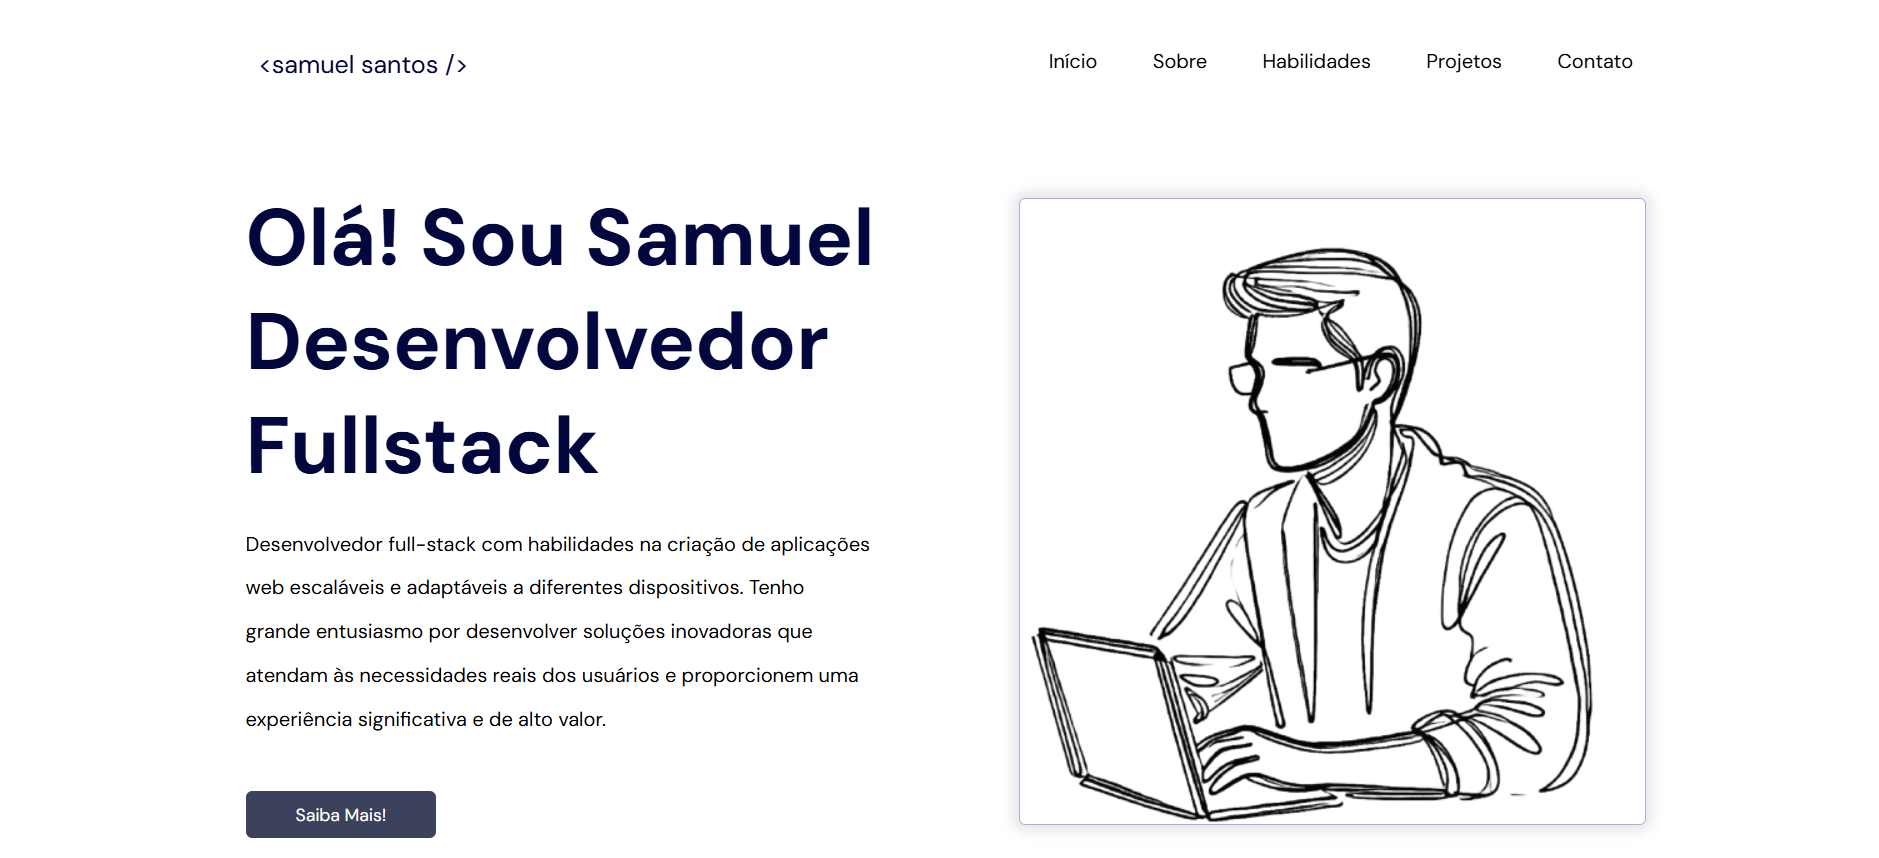 <samuel santos />
Início Sobre Habilidades Projetos Contato
Olá! Sou Samuel
Desenvolvedor
Fullstack
Desenvolvedor full-stack com habilidades na criação de aplicações
web escaláveis e adaptáveis a diferentes dispositivos. Tenho
grande entusiasmo por desenvolver soluções inovadoras que
atendam às necessidades reais dos usuários e proporcionem uma
experiência significativa e de alto valor.
Saiba Mais!